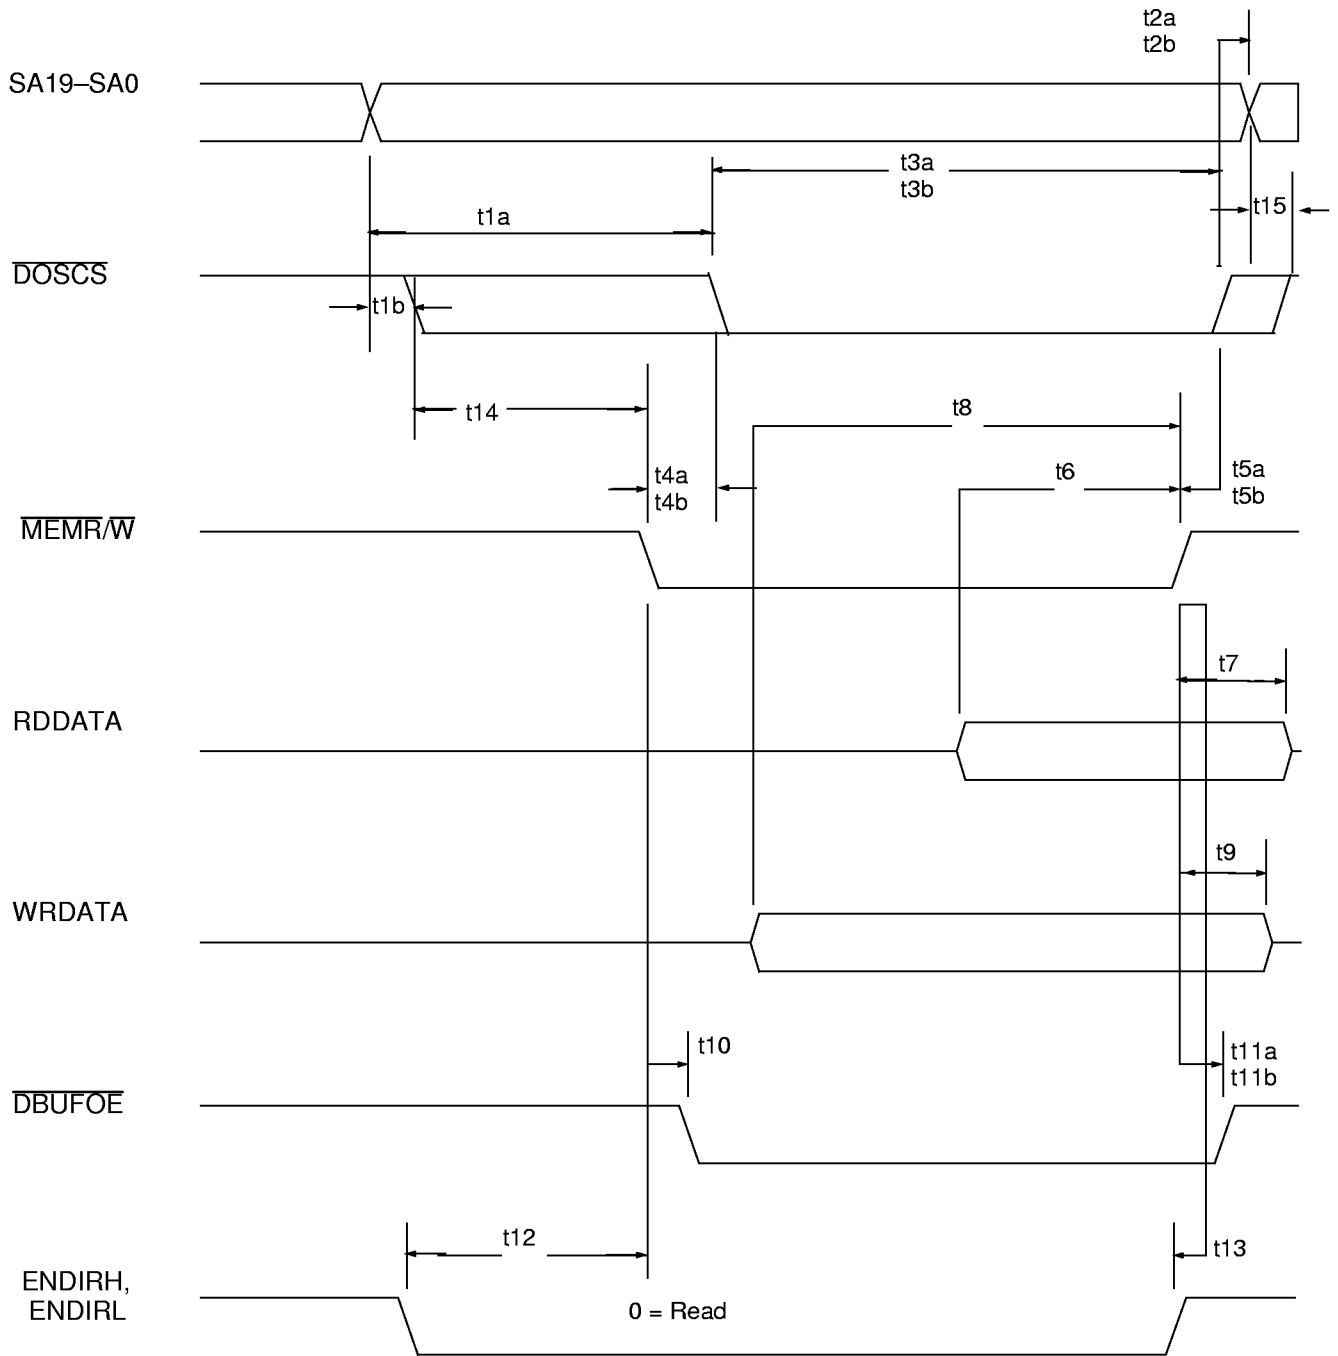 t2a
t2b
SA19–SA0
t3a
t3b
t15
t1a
DOSCS
t1b
t8
t14
t6
t4a
t4b
t5a
t5b
MEMR/W
t7
RDDATA
t9
WRDATA
t10
t11a
t11b
DBUFOE
t12
t13
ENDIRH,
ENDIRL
0 = Read